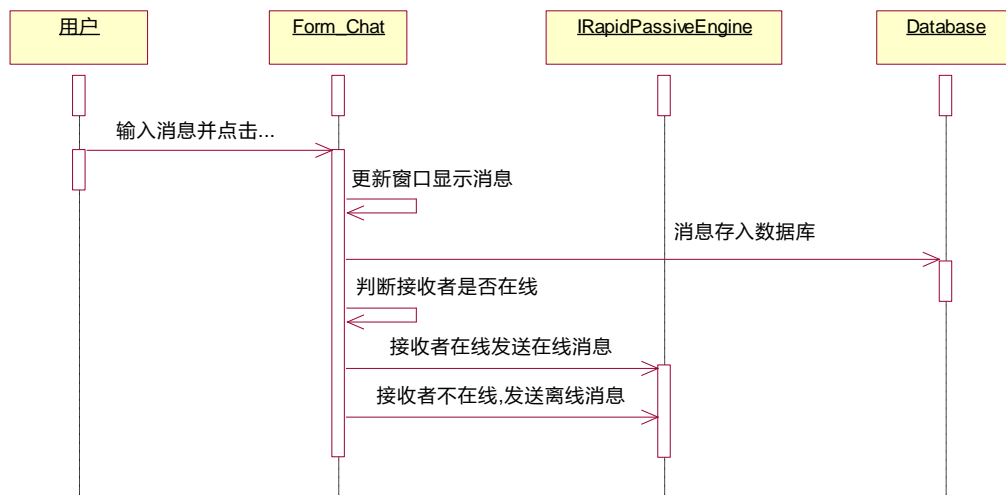 用户
Form_Chat
IRapidPassiveEngine
Database
输入消息并点击...
更新窗口显示消息
消息存入数据库
判断接收者是否在线
接收者在线发送在线消息
接收者不在线,发送离线消息